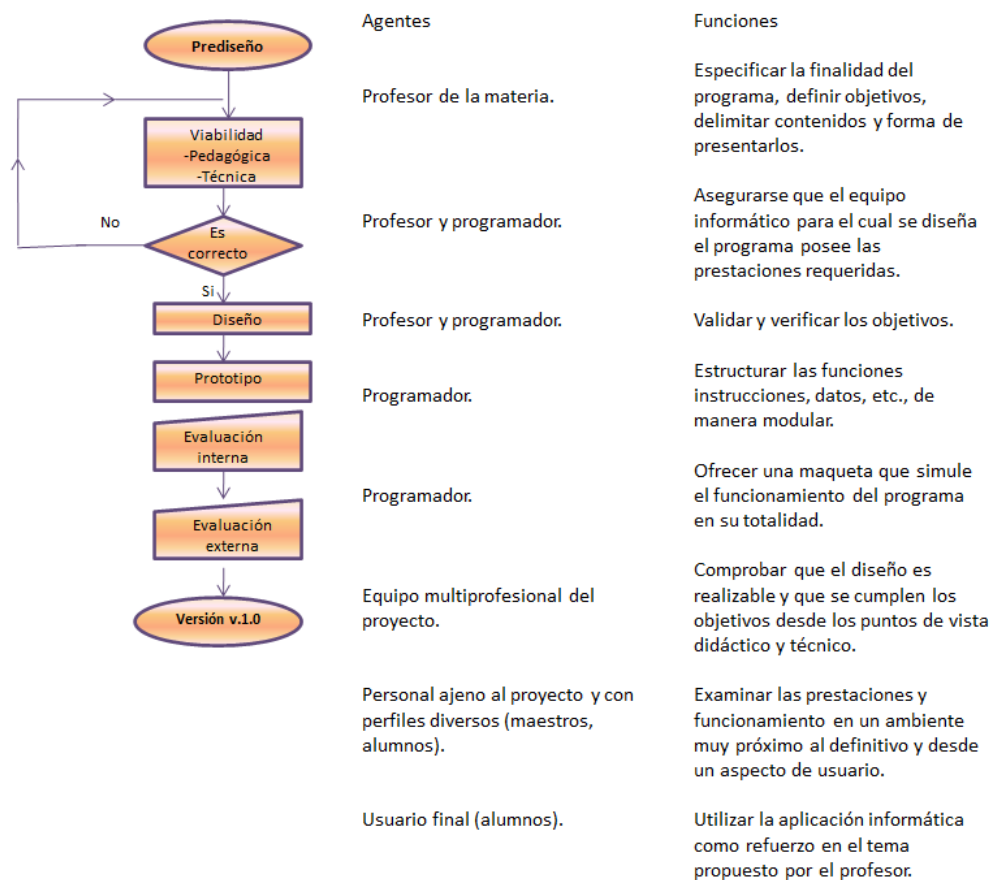 Prediseño
Viabilidad
-Pedagógica
-Técnica
No
Es
correcto
Si
Diseño
Prototipo
Evaluación
interna
Evaluación
externa
Versión v.1.0
Agentes
Funciones
Profesor de la materia.
Especificar la finalidad del
programa, definir objetivos,
delimitar contenidos y forma de
presentarlos.
Profesor y programador.
Asegurarse que el equipo
informático para el cual se diseña
el programa posee las
prestaciones requeridas.
Profesor y programador.
Validar y verificar los objetivos.
Programador.
Estructurar las funciones
instrucciones, datos, etc., de
manera modular.
Programador.
Ofrecer una maqueta que simule
el funcionamiento del programa
en su totalidad.
Equipo multiprofesional del
proyecto.
Comprobar que el diseño es
realizable y que se cumplen los
objetivos desde los puntos de vista
didáctico y técnico.
Personal ajeno al proyecto y con
perfiles diversos (maestros,
alumnos).
Examinar las prestaciones y
funcionamiento en un ambiente
muy próximo al definitivo y desde
un aspecto de usuario.
Usuario final (alumnos).
Utilizar la aplicación informática
como refuerzo en el tema
propuesto por el profesor.